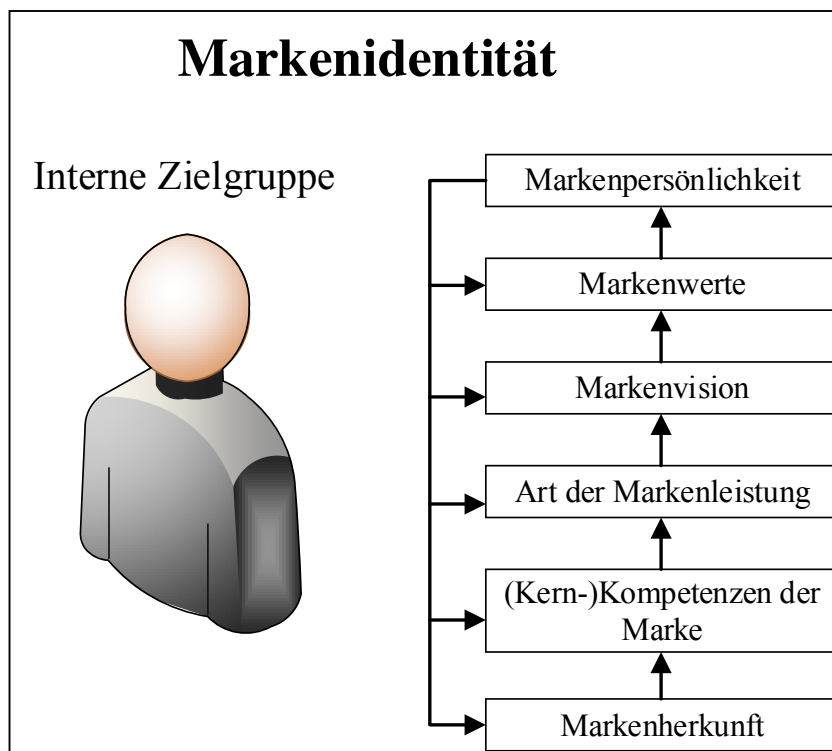 Markenidentität
Interne Zielgruppe
Markenpersönlichkeit
Markenwerte
Markenvision
Art der Markenleistung
(Kern-)Kompetenzen der
Marke
Markenherkunft